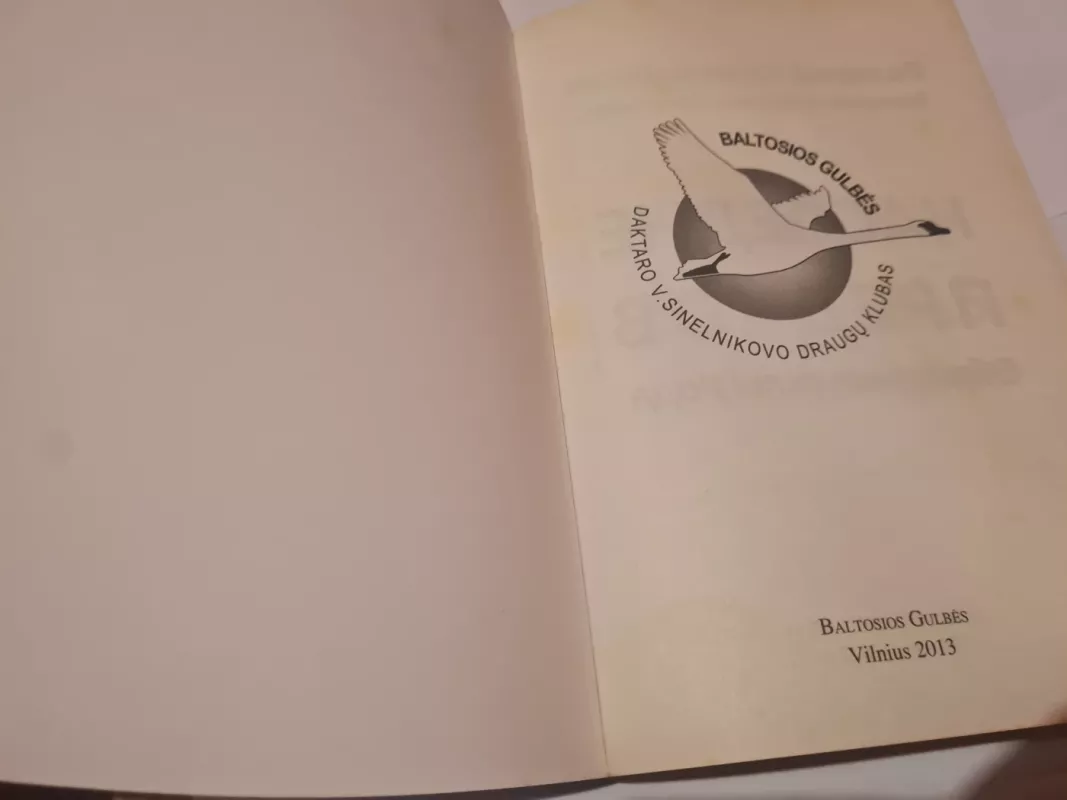 BALTOSIOS GULBĖS
DAKTARO V. SINELNIKOVO DRAUGŲ KLUBAS
BALTOSIOS GULBĖS
Vilnius 2013